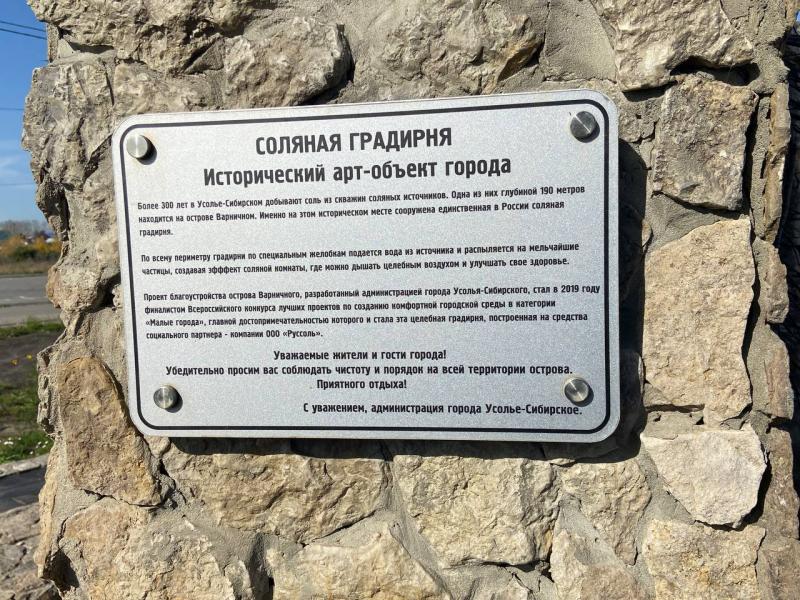 СОЛЯНАЯ ГРАДИРНЯ
Исторический арт-объект города
Более 300 лет в Усолье-Сибирском добывают соль из скважин соляных источников. Одна из них глубиной 190 метров
находится на острове Варничном. Именно на этом историческом месте сооружена единственная в России соляная
градирня.
По всему периметру градирни по специальным желобкам подается вода из источника и распыляется на мельчайшие
частицы, создавая эффект соляной комнаты, где можно дышать целебным воздухом и улучшать свое здоровье.
Проект благоустройства острова Варничного, разработанный администрацией города Усолья-Сибирского, стал в 2019 году
финалистом Всероссийского конкурса лучших проектов по созданию комфортной городской среды в категории
«Малые города», главной достопримечательностью которого и стала эта целебная градирня, построенная на средства
социального партнера - компании ООО «Руссоль».
Уважаемые жители и гости города!
Убедительно просим вас соблюдать чистоту и порядок на всей территории острова.
Приятного отдыха!
С уважением, администрация города Усолье-Сибирское.